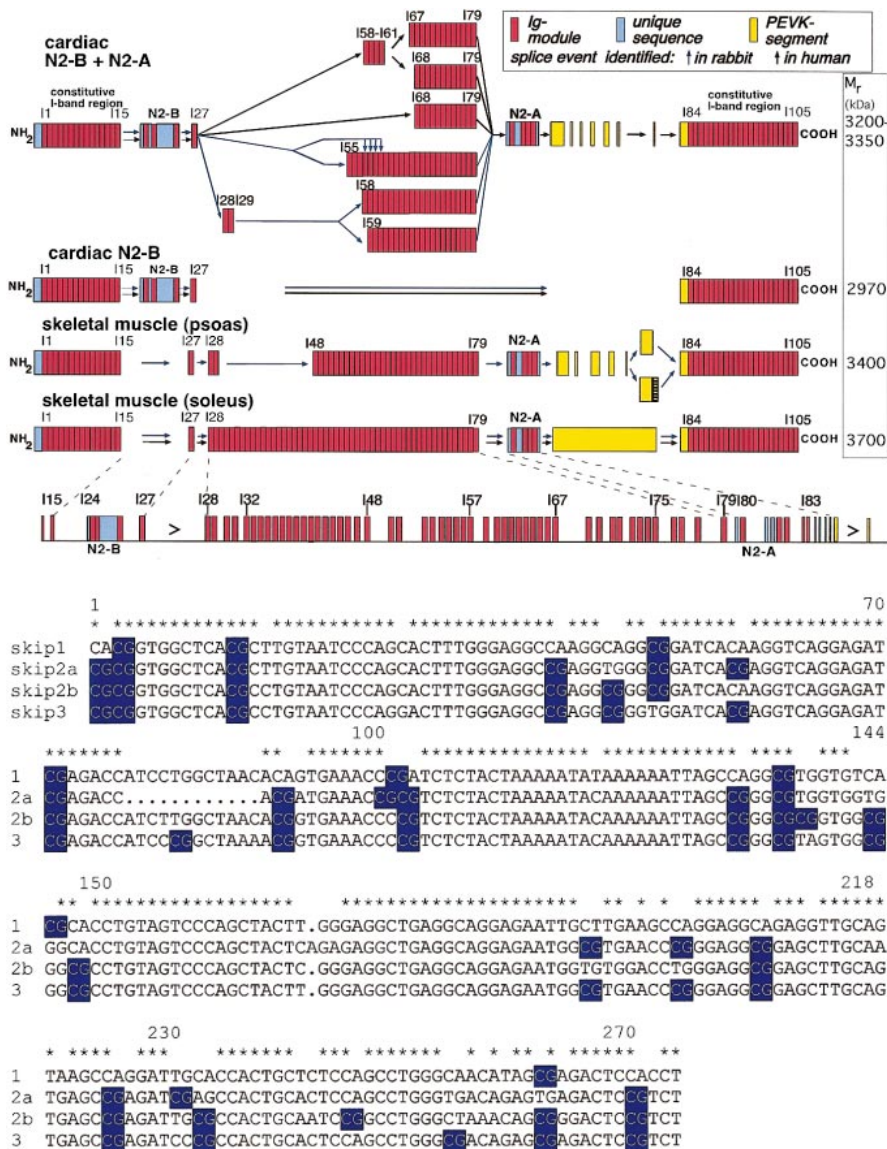 cardiac
N2-B + N2-A
Ig-module
unique sequence
PEVK-segment
splice event identified: in rabbit in human
I58-I61
I67 I79
I68 I79
I68 I79
constitutive I-band region
I1 I15 N2-B I27
NH2
I55
I28 I29
I58
I59
N2-A
constitutive I-band region
I84 I105
COOH
Mr
(kDa)
3200-
3350
cardiac N2-B
I1 I15 N2-B I27 I84 I105
NH2 COOH 2970
skeletal muscle (psoas)
I1 I15 I27 I28 I48 I79 N2-A I84 I105
NH2 COOH 3400
skeletal muscle (soleus)
I1 I15 I27 I28 I79 N2-A I84 I105
NH2 COOH 3700
I15 I24 I27 > I28 I32 I48 I57 I67 I75 I79 I80 I83 >
N2-B N2-A
1 70
skip1 CACGGTGGCTCACGCTTGTAATCCCAGCACTTTGGGAGGCCAAGGCAGGCGGATCACAAGGTCAGGAGAT
skip2a CGCGGTGGCTCACGCTTGTAATCCCAGCACTTTGGGAGGCCGAGGTGGGCGGATCACGAGGTCAGGAGAT
skip2b CGCGGTGGCTCACGCCTGTAATCCCAGCACTTTGGGAGGCCGAGGCGGGCGGATCACAAGGTCAGGAGAT
skip3 CGCGGTGGCTCACGCCTGTAATCCCAGGACTTTGGGAGGCCGAGGCGGGTGGATCACGAGGTCAGGAGAT
100 144
1 CGAGACCATCCTGGCTAACACAGTGAAACCCCGATCTCTACTAAAAATATAAAAAATTAGCCAGGCGTGGTGTCA
2a CGAGACC.............ACGATGAAACCGCGTCTCTACTAAAAATACAAAAAATTAGCCGGGCGTGGTGGTG
2b CGAGACCATCTTGGCTAACACGGTGAAACCCCGTCTCTACTAAAAATACAAAAAATTAGCCGGGCGCGGTGGCG
3 CGAGACCATCCCGGCTAAAACGGTGAAACCCCGTCTCTACTAAAAATACAAAAAATTAGCCGGGCGTAGTGGCG
150 218
1 CGCACCTGTAGTCCCAGCTACTT.GGGAGGCTGAGGCAGGAGAATTGCTTGAAGCCAGGAGGCAGAGGTTGCAG
2a GGCACCTGTAGTCCCAGCTACTCAGAGAGGCTGAGGCAGGAGAATGGCGTGAACCCGGGAGGCGGAGCTTGCAA
2b GGCGCCTGTAGTCCCAGCTACTC.GGGAGGCTGAGGCAGGAGAATGGTGTGGACCTGGGAGGCGGAGCTTGCAG
3 GGCGCCTGTAGTCCCAGCTACTT.GGGAGGCTGAGGCAGGAGAATGGCGTGAACCCGGGAGGCGGAGCTTGCAG
230 270
1 TAAGCCAGGATTGCACCACTGCTCTCCAGCCTGGGCAACATAGCGAGACTCCACCT
2a TGAGCCGAGATCGAGCCACTGCACTCCAGCCTGGGTGACAGAGTGAGACTCCGTCT
2b TGAGCCGAGATTGCGCCACTGCAATCCGGCCTGGGCTAAACAGCGGGACTCCGTCT
3 TGAGCCGAGATCCCGCCACTGCACTCCAGCCTGGGCGACAGAGCGAGACTCCGTCT